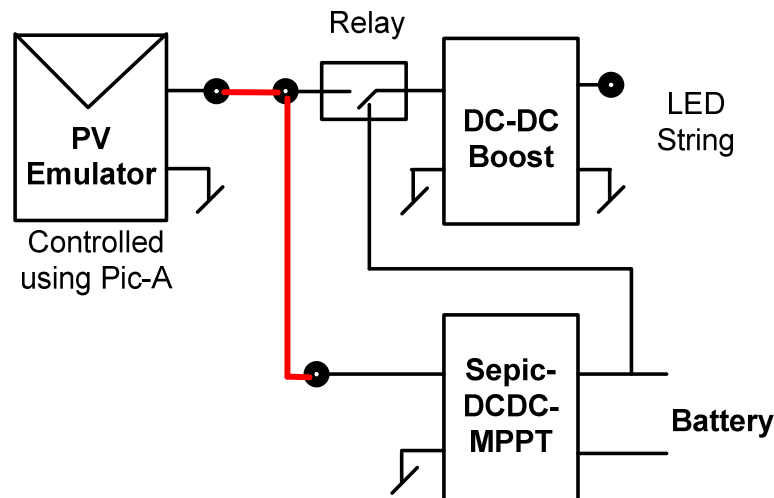 Relay
PV
Emulator
Controlled
using Pic-A
DC-DC
Boost
LED
String
Sepic-
DCDC-
MPPT
Battery